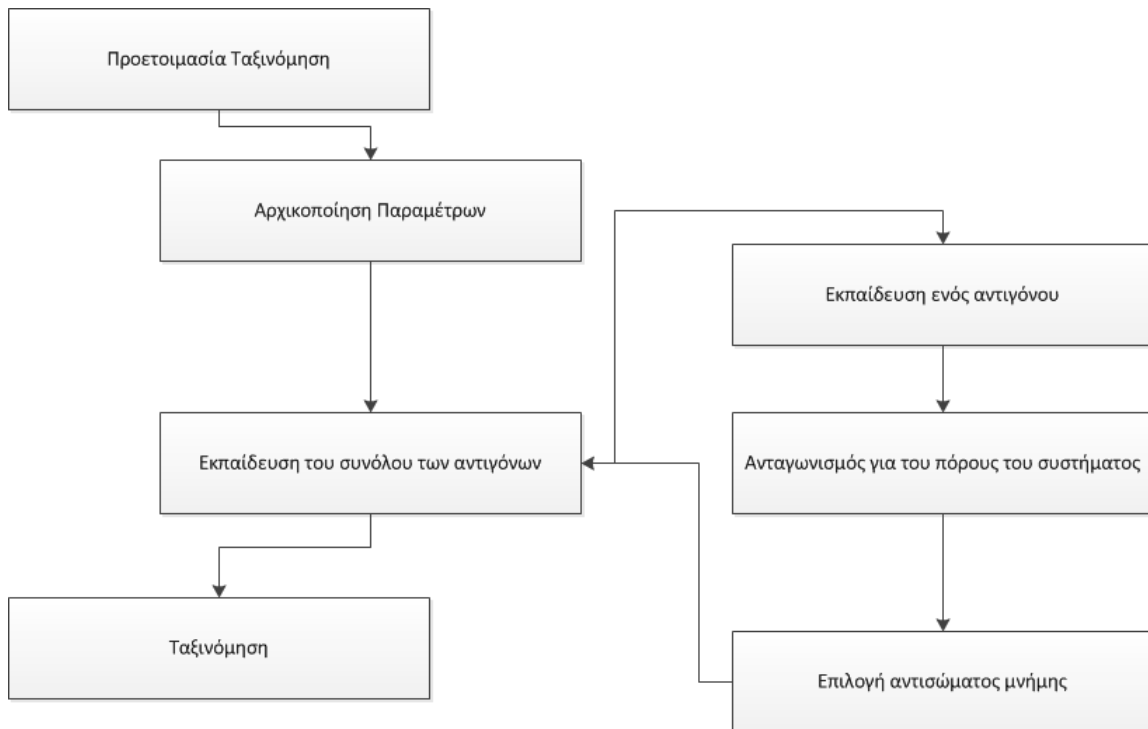 Προετοιμασία Ταξινόμηση
Αρχικοποίηση Παραμέτρων
Εκπαίδευση του συνόλου των αντιγόνων
Ταξινόμηση
Εκπαίδευση ενός αντιγόνου
Ανταγωνισμός για του πόρους του συστήματος
Επιλογή αντισώματος μνήμης